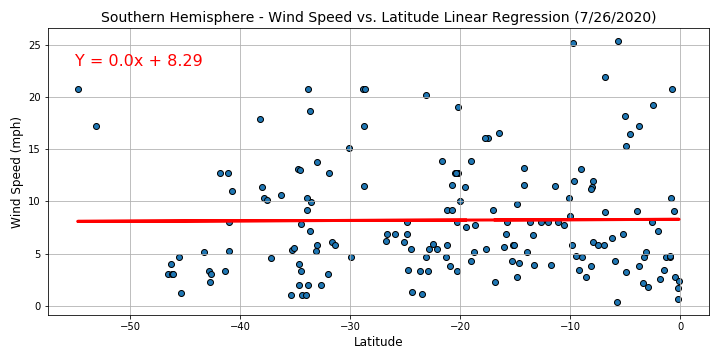 Southern Hemisphere - Wind Speed vs. Latitude Linear Regression (7/26/2020)
Y = 0.0x + 8.29
Wind Speed (mph)
25
20
15
10
5
0
−50 −40 −30 −20 −10 0
Latitude